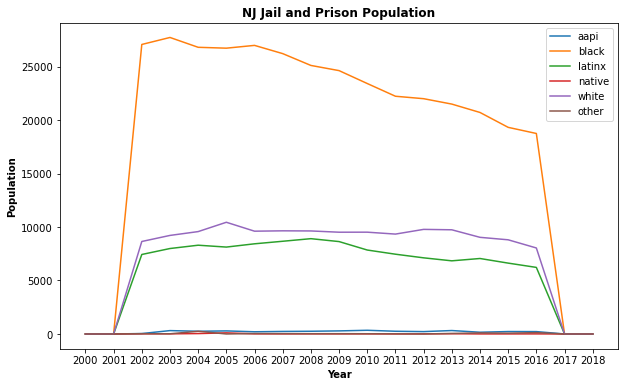 NJ Jail and Prison Population
aapi
black
latinx
native
white
other
25000
20000
15000
10000
5000
0
Population
2000 2001 2002 2003 2004 2005 2006 2007 2008 2009 2010 2011 2012 2013 2014 2015 2016 2017 2018
Year